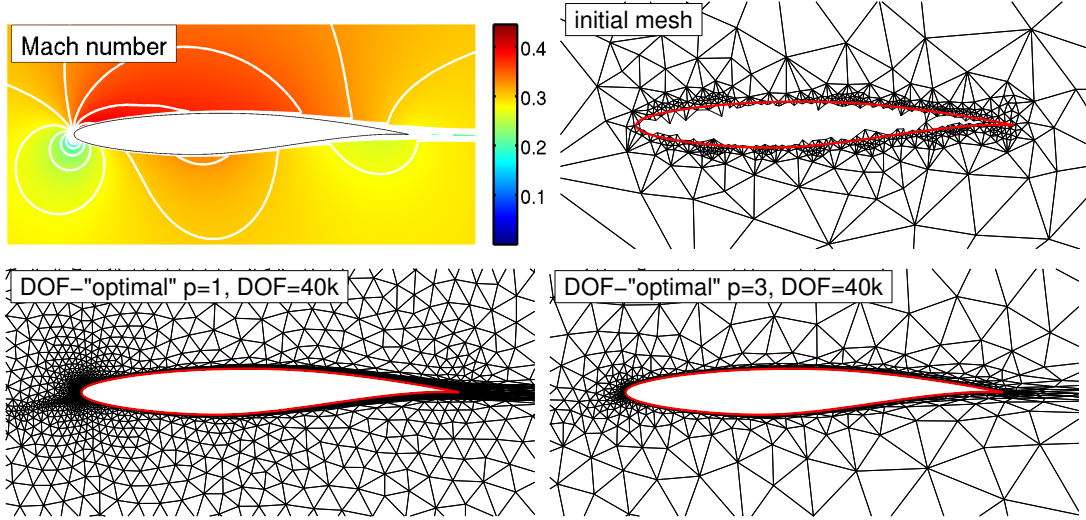 Mach number
0.4
0.3
0.2
0.1
initial mesh
DOF−"optimal" p=1, DOF=40k
DOF−"optimal" p=3, DOF=40k